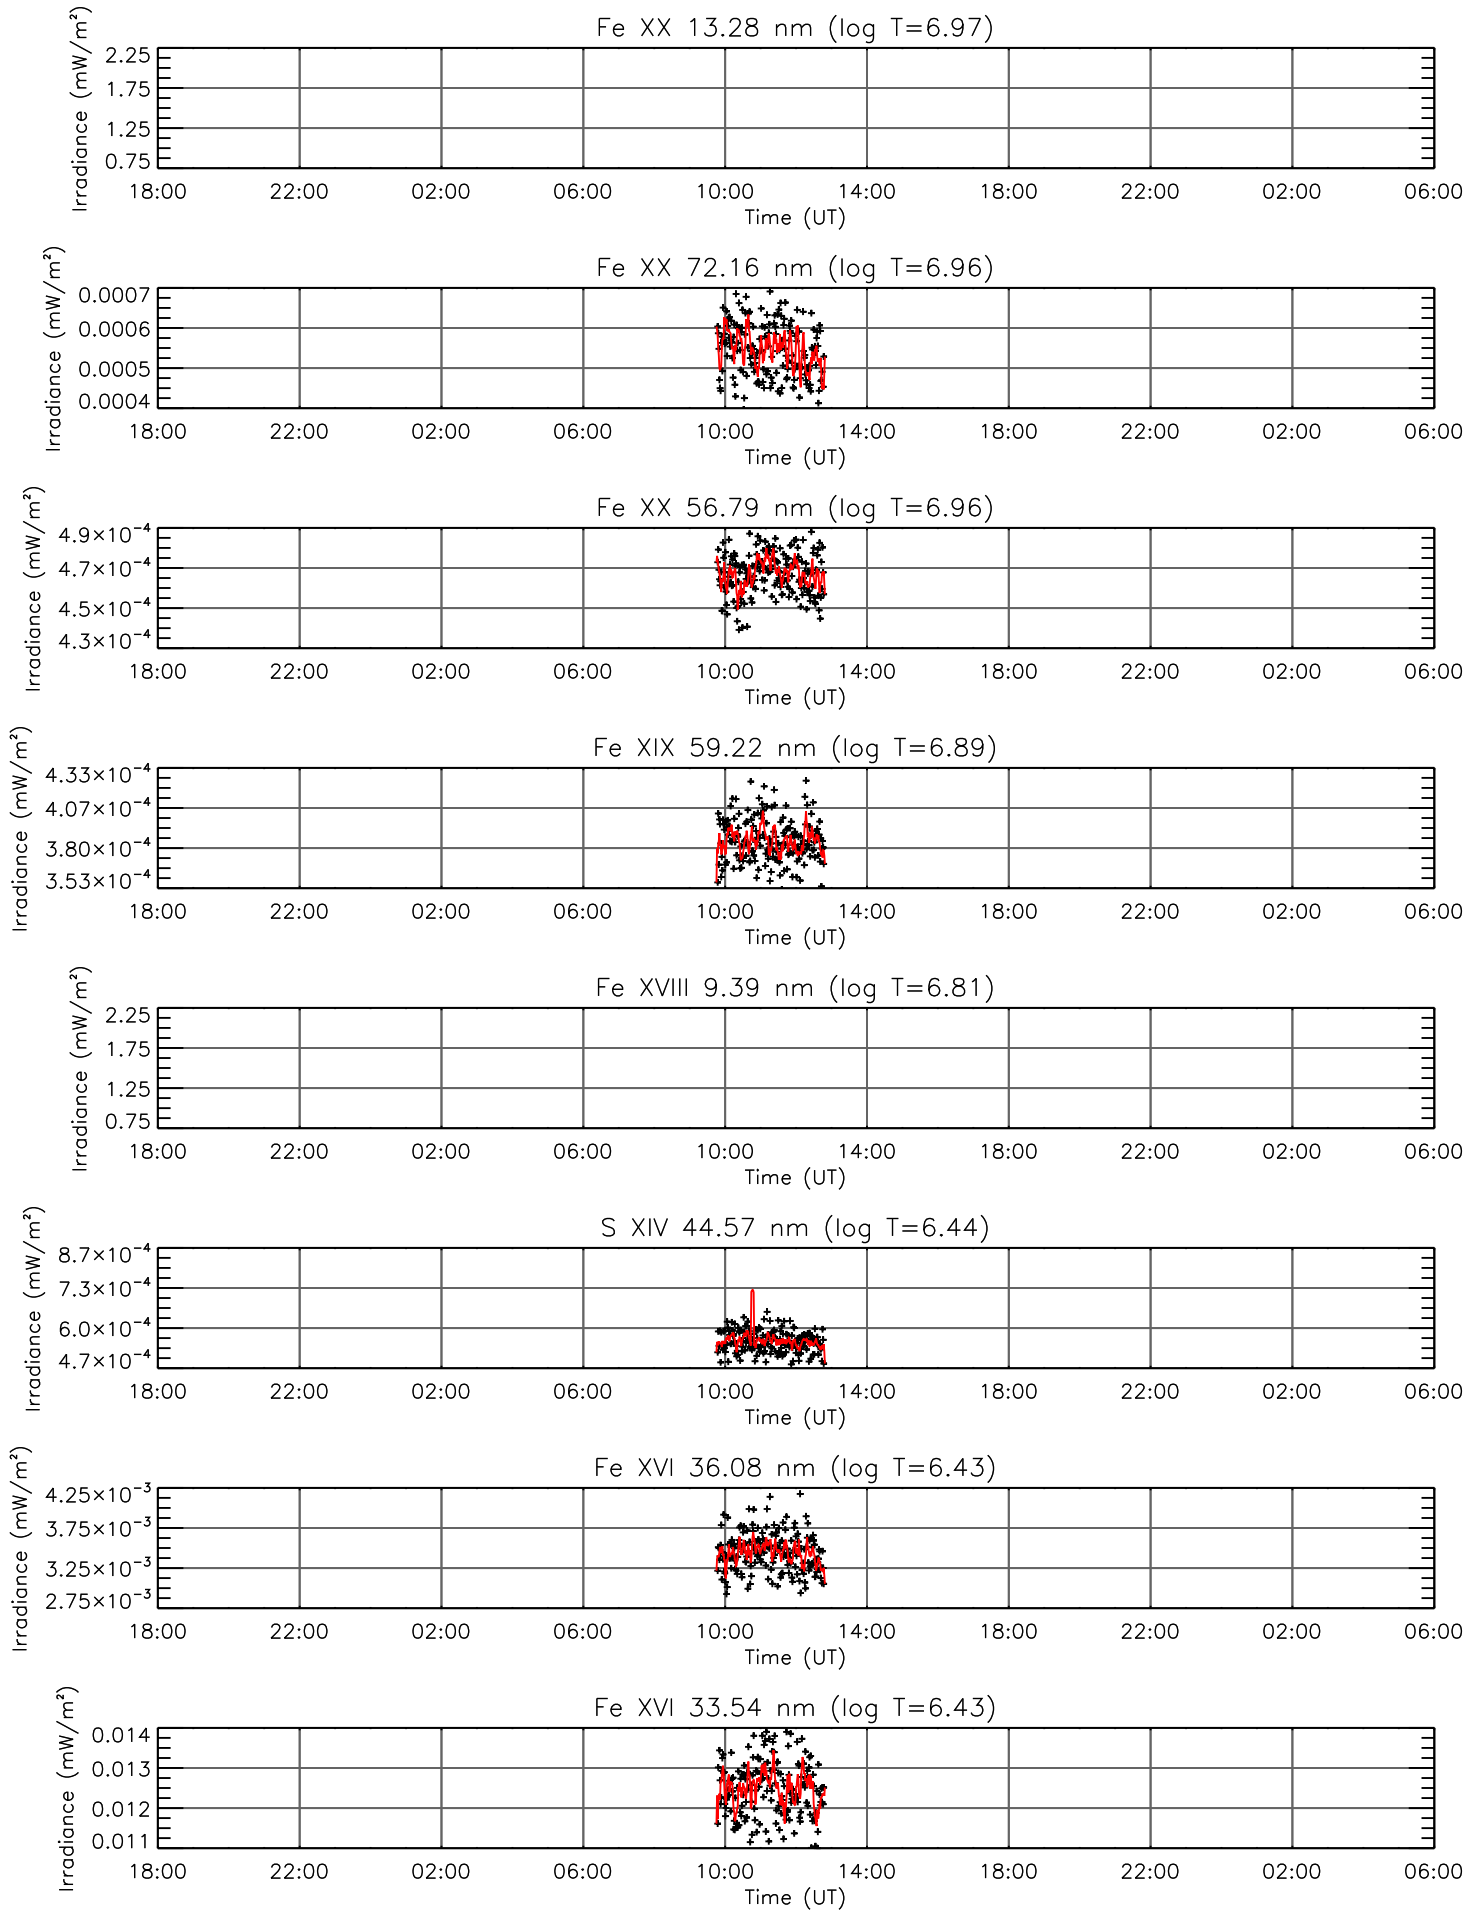 Fe XX 13.28 nm (log T=6.97)
Irradiance (mW/m²)
2.25
1.75
1.25
0.75
18:00 22:00 02:00 06:00 10:00 14:00 18:00 22:00 02:00 06:00
Time (UT)
Fe XX 72.16 nm (log T=6.96)
Irradiance (mW/m²)
0.0007
0.0006
0.0005
0.0004
18:00 22:00 02:00 06:00 10:00 14:00 18:00 22:00 02:00 06:00
Time (UT)
Fe XX 56.79 nm (log T=6.96)
Irradiance (mW/m²)
4.9×10⁻⁴
4.7×10⁻⁴
4.5×10⁻⁴
4.3×10⁻⁴
18:00 22:00 02:00 06:00 10:00 14:00 18:00 22:00 02:00 06:00
Time (UT)
Fe XIX 59.22 nm (log T=6.89)
Irradiance (mW/m²)
4.33×10⁻⁴
4.07×10⁻⁴
3.80×10⁻⁴
3.53×10⁻⁴
18:00 22:00 02:00 06:00 10:00 14:00 18:00 22:00 02:00 06:00
Time (UT)
Fe XVIII 9.39 nm (log T=6.81)
Irradiance (mW/m²)
2.25
1.75
1.25
0.75
18:00 22:00 02:00 06:00 10:00 14:00 18:00 22:00 02:00 06:00
Time (UT)
S XIV 44.57 nm (log T=6.44)
Irradiance (mW/m²)
8.7×10⁻⁴
7.3×10⁻⁴
6.0×10⁻⁴
4.7×10⁻⁴
18:00 22:00 02:00 06:00 10:00 14:00 18:00 22:00 02:00 06:00
Time (UT)
Fe XVI 36.08 nm (log T=6.43)
Irradiance (mW/m²)
4.25×10⁻³
3.75×10⁻³
3.25×10⁻³
2.75×10⁻³
18:00 22:00 02:00 06:00 10:00 14:00 18:00 22:00 02:00 06:00
Time (UT)
Fe XVI 33.54 nm (log T=6.43)
Irradiance (mW/m²)
0.014
0.013
0.012
0.011
18:00 22:00 02:00 06:00 10:00 14:00 18:00 22:00 02:00 06:00
Time (UT)